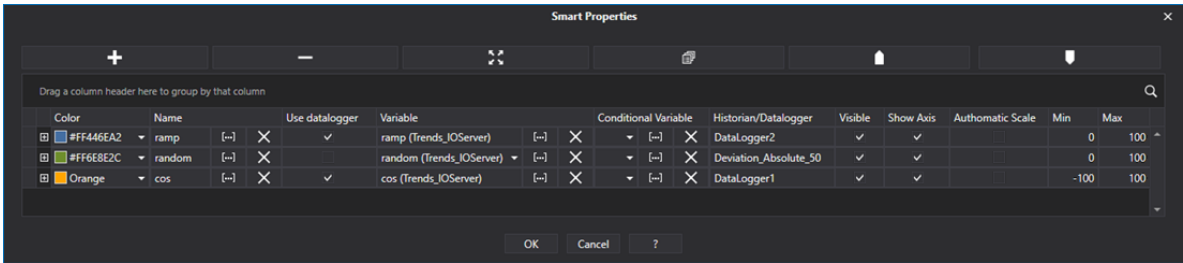 Smart Properties
Drag a column header here to group by that column
Color Name Use datalogger Variable Conditional Variable Historian/Datalogger Visible Show Axis Authomatic Scale Min Max
#FF446EA2 ramp [...] ramp (Trends_IOServer) [...] [...] DataLogger2 0 100
#FF6E8E2C random [...] random (Trends_IOServer) [...] [...] Deviation_Absolute_50 0 100
Orange cos [...] cos (Trends_IOServer) [...] [...] DataLogger1 -100 100
OK Cancel ?